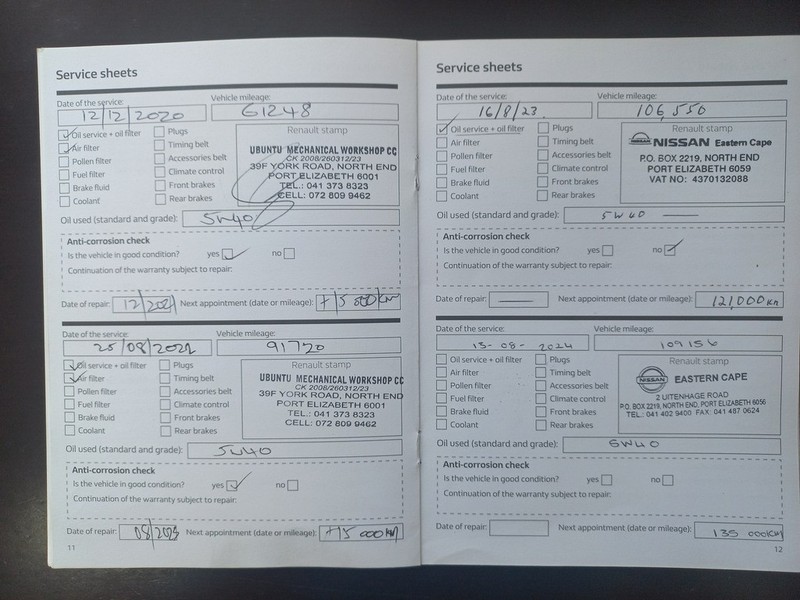 Service sheets
Date of the service: 12/12/2020 Vehicle mileage: 61248
Oil service + oil filter Plugs
Air filter Timing belt
Pollen filter Accessories belt
Fuel filter Climate control
Brake fluid Front brakes
Coolant Rear brakes
Renault stamp
UBUNTU MECHANICAL WORKSHOP CC
CK 2008/260312/23
39F YORK ROAD, NORTH END
PORT ELIZABETH 6001
TEL.: 041 373 8323
CELL: 072 809 9462
Oil used (standard and grade): 5w40
Anti-corrosion check
Is the vehicle in good condition? yes no
Continuation of the warranty subject to repair:
Date of repair: 12/2021 Next appointment (date or mileage):
Date of the service: 25/08/2022 Vehicle mileage: 91720
Oil service + oil filter Plugs
Air filter Timing belt
Pollen filter Accessories belt
Fuel filter Climate control
Brake fluid Front brakes
Coolant Rear brakes
Renault stamp
UBUNTU MECHANICAL WORKSHOP CC
CK 2008/260312/23
39F YORK ROAD, NORTH END
PORT ELIZABETH 6001
TEL.: 041 373 8323
CELL: 072 809 9462
Oil used (standard and grade): 5w40
Anti-corrosion check
Is the vehicle in good condition? yes no
Continuation of the warranty subject to repair:
Date of repair: 08/2023 Next appointment (date or mileage): +15 000km
11
Service sheets
Date of the service: 16/8/23 Vehicle mileage: 106,550
Oil service + oil filter Plugs
Air filter Timing belt
Pollen filter Accessories belt
Fuel filter Climate control
Brake fluid Front brakes
Coolant Rear brakes
Renault stamp
NISSAN Eastern Cape
P.O. BOX 2219, NORTH END
PORT ELIZABETH 6059
VAT NO: 4370132088
Oil used (standard and grade): 5W40
Anti-corrosion check
Is the vehicle in good condition? yes no
Continuation of the warranty subject to repair:
Date of repair: Next appointment (date or mileage): 121,000km
Date of the service: 13-08-2024 Vehicle mileage: 109156
Oil service + oil filter Plugs
Air filter Timing belt
Pollen filter Accessories belt
Fuel filter Climate control
Brake fluid Front brakes
Coolant Rear brakes
Renault stamp
NISSAN EASTERN CAPE
2 UITENHAGE ROAD
P.O. BOX 2219, NORTH END, PORT ELIZABETH 6056
TEL: 041 402 9400 FAX 041 487 0624
Oil used (standard and grade): 5W40
Anti-corrosion check
Is the vehicle in good condition? yes no
Continuation of the warranty subject to repair:
Date of repair: Next appointment (date or mileage): 135 000KM
12